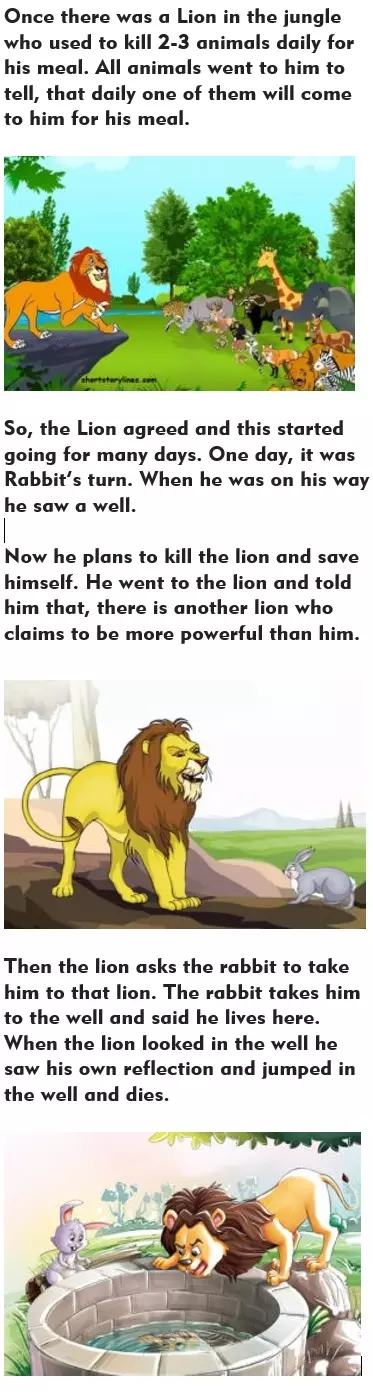 Once there was a Lion in the jungle
who used to kill 2-3 animals daily for
his meal. All animals went to him to
tell, that daily one of them will come
to him for his meal.
shortstorylines.com
So, the Lion agreed and this started
going for many days. One day, it was
Rabbit's turn. When he was on his way
he saw a well.
Now he plans to kill the lion and save
himself. He went to the lion and told
him that, there is another lion who
claims to be more powerful than him.
Then the lion asks the rabbit to take
him to that lion. The rabbit takes him
to the well and said he lives here.
When the lion looked in the well he
saw his own reflection and jumped in
the well and dies.